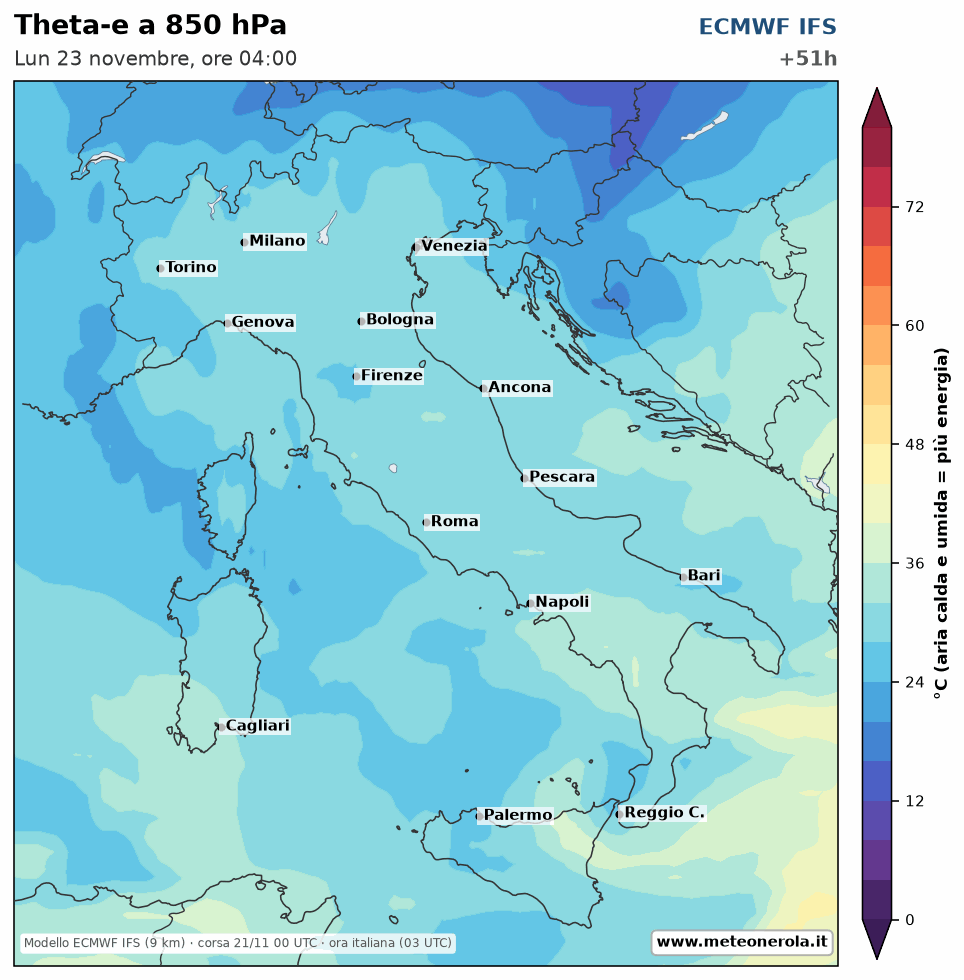 Theta-e a 850 hPa
ECMWF IFS
Lun 23 novembre, ore 04:00
+51h
Milano
Venezia
Torino
Genova
Bologna
Firenze
Ancona
Pescara
Roma
Bari
Napoli
Cagliari
Palermo
Reggio C.
72
60
48
36
24
12
0
°C (aria calda e umida = più energia)
Modello ECMWF IFS (9 km) · corsa 21/11 00 UTC · ora italiana (03 UTC)
www.meteonerola.it